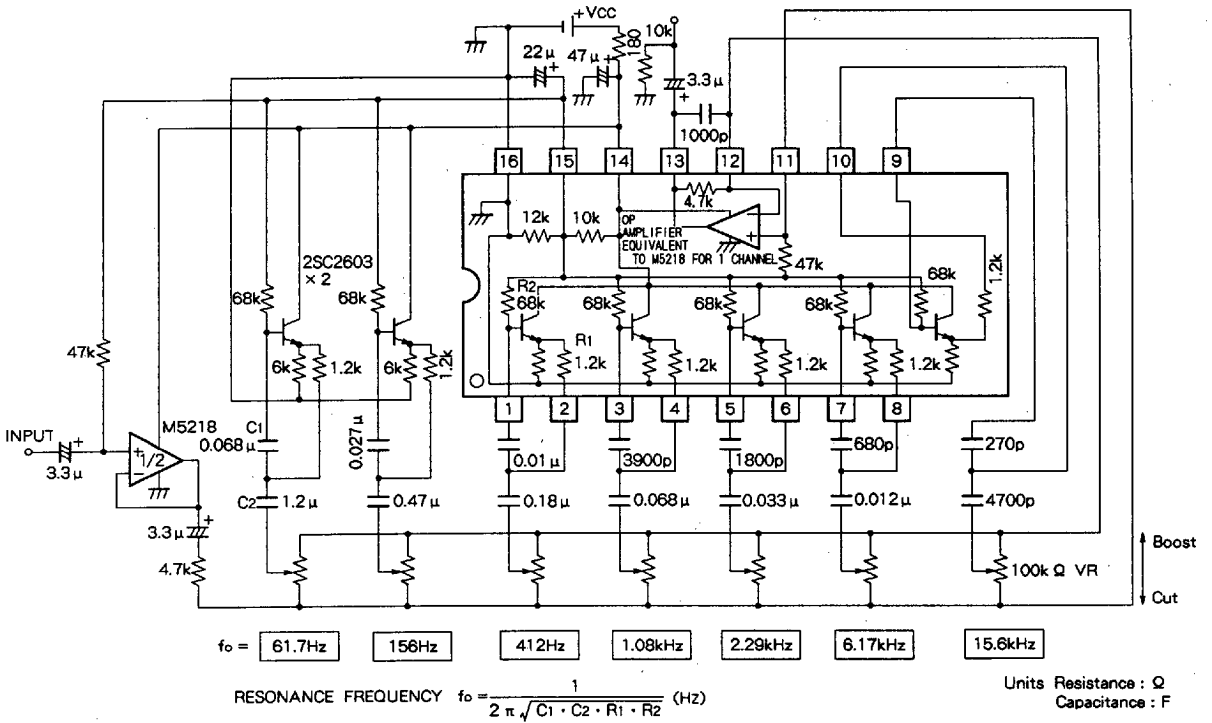 +VCC
180
10k
22μ
+
47μ
+
3.3μ
+
1000p
16
15
14
13
12
11
10
9
12k
10k
4.7k
OP
AMPLIFIER
EQUIVALENT
TO M5218 FOR 1 CHANNEL
−
+
47k
2SC2603
× 2
68k
68k
R2
68k
68k
68k
68k
68k
1.2k
47k
6k
1.2k
6k
1.2k
R1
1.2k
1.2k
1.2k
1.2k
1
2
3
4
5
6
7
8
INPUT
+
3.3μ
M5218
+
1/2
−
C1
0.068μ
0.027μ
0.01μ
3900p
1800p
680p
270p
C2
1.2μ
0.47μ
0.18μ
0.068μ
0.033μ
0.012μ
4700p
3.3μ
+
4.7k
100k Ω VR
Boost
Cut
fo =
61.7Hz
156Hz
412Hz
1.08kHz
2.29kHz
6.17kHz
15.6kHz
RESONANCE FREQUENCY fo = 1 / 2 π √ C1 · C2 · R1 · R2 (Hz)
Units Resistance : Ω
Capacitance : F